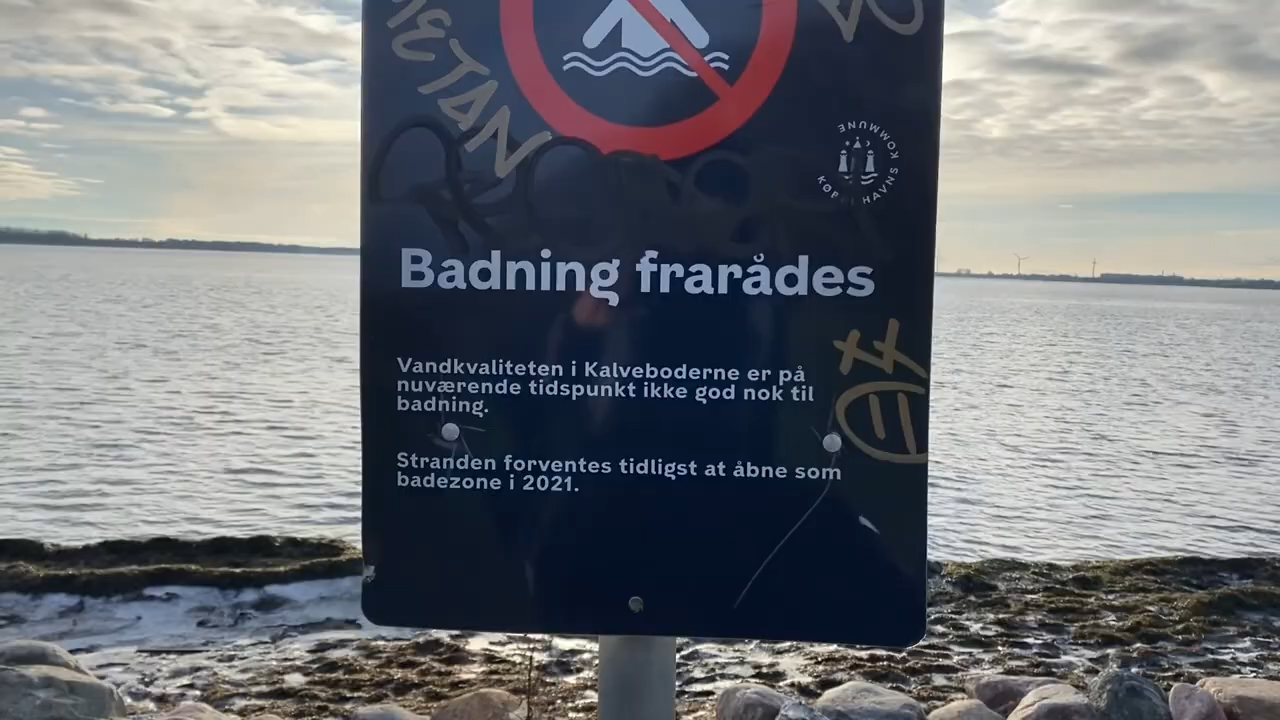 IETAN
KØBENHAVNS KOMMUNE
Badning frarådes
Vandkvaliteten i Kalveboderne er på
nuværende tidspunkt ikke god nok til
badning.
Stranden forventes tidligst at åbne som
badezone i 2021.